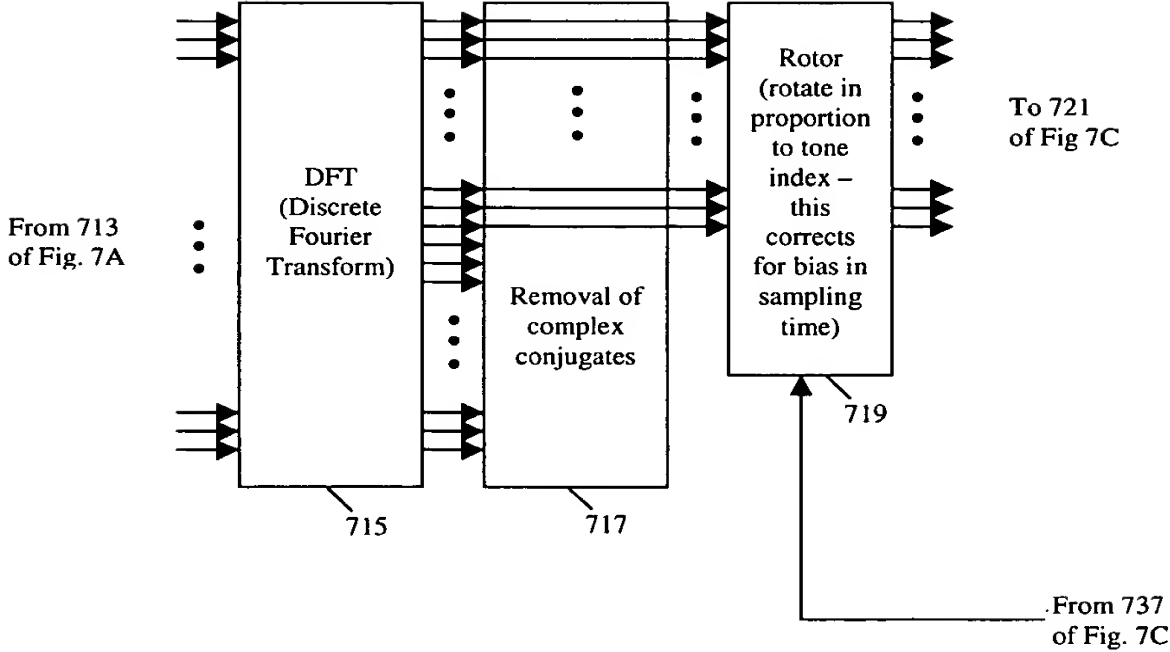 From 713
of Fig. 7A
DFT
(Discrete
Fourier
Transform)
715
Removal of
complex
conjugates
717
Rotor
(rotate in
proportion
to tone
index –
this
corrects
for bias in
sampling
time)
719
To 721
of Fig 7C
From 737
of Fig. 7C